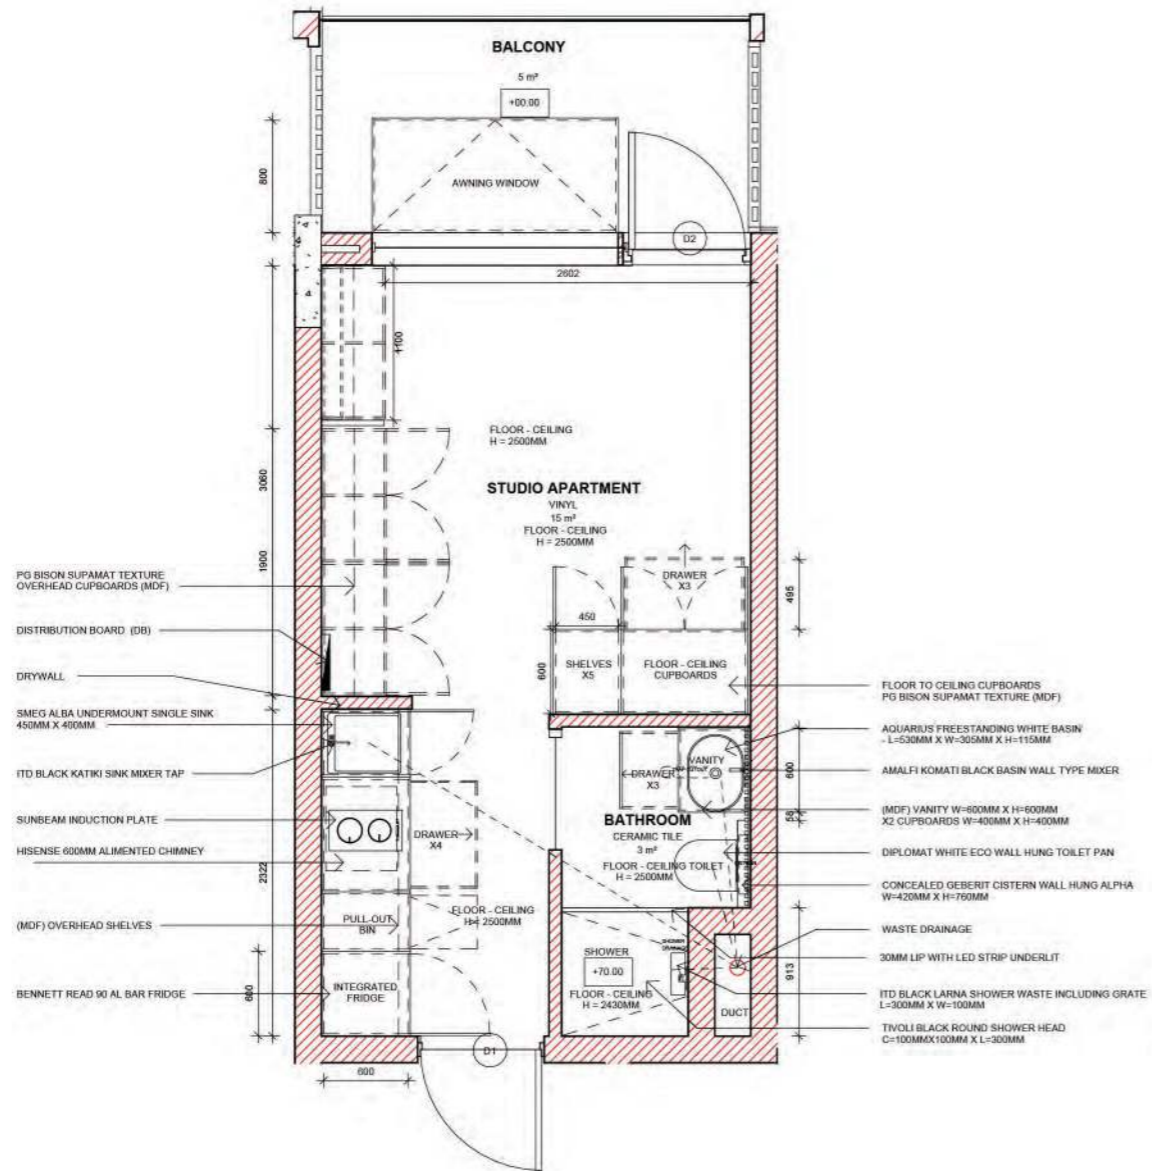 BALCONY
5 m²
+00.00
800
AWNING WINDOW
D2
2602
1100
FLOOR - CEILING
H = 2500MM
3060
STUDIO APARTMENT
VINYL
15 m²
FLOOR - CEILING
H = 2500MM
1900
DRAWER
X3
495
450
600
SHELVES
X5
FLOOR - CEILING
CUPBOARDS
PG BISON SUPAMAT TEXTURE
OVERHEAD CUPBOARDS (MDF)
DISTRIBUTION BOARD (DB)
DRYWALL
SMEG ALBA UNDERMOUNT SINGLE SINK
450MM X 400MM
ITD BLACK KATIKI SINK MIXER TAP
SUNBEAM INDUCTION PLATE
HISENSE 600MM ALIMENTED CHIMNEY
(MDF) OVERHEAD SHELVES
BENNETT READ 90 AL BAR FRIDGE
2322
600
DRAWER
X4
PULL-OUT
BIN
INTEGRATED
FRIDGE
FLOOR - CEILING
H = 2500MM
600
D1
VANITY
DRAWER
X3
BATHROOM
CERAMIC TILE
3 m²
FLOOR - CEILING TOILET
H = 2500MM
600
58
SHOWER
SHOWER
DRAINAGE
+70.00
FLOOR - CEILING
H = 2430MM
DUCT
913
FLOOR TO CEILING CUPBOARDS
PG BISON SUPAMAT TEXTURE (MDF)
AQUARIUS FREESTANDING WHITE BASIN
- L=530MM X W=305MM X H=115MM
AMALFI KOMATI BLACK BASIN WALL TYPE MIXER
(MDF) VANITY W=600MM X H=600MM
X2 CUPBOARDS W=400MM X H=400MM
DIPLOMAT WHITE ECO WALL HUNG TOILET PAN
CONCEALED GEBERIT CISTERN WALL HUNG ALPHA
W=420MM X H=760MM
WASTE DRAINAGE
30MM LIP WITH LED STRIP UNDERLIT
ITD BLACK LARNA SHOWER WASTE INCLUDING GRATE
L=300MM X W=100MM
TIVOLI BLACK ROUND SHOWER HEAD
C=100MMX100MM X L=300MM